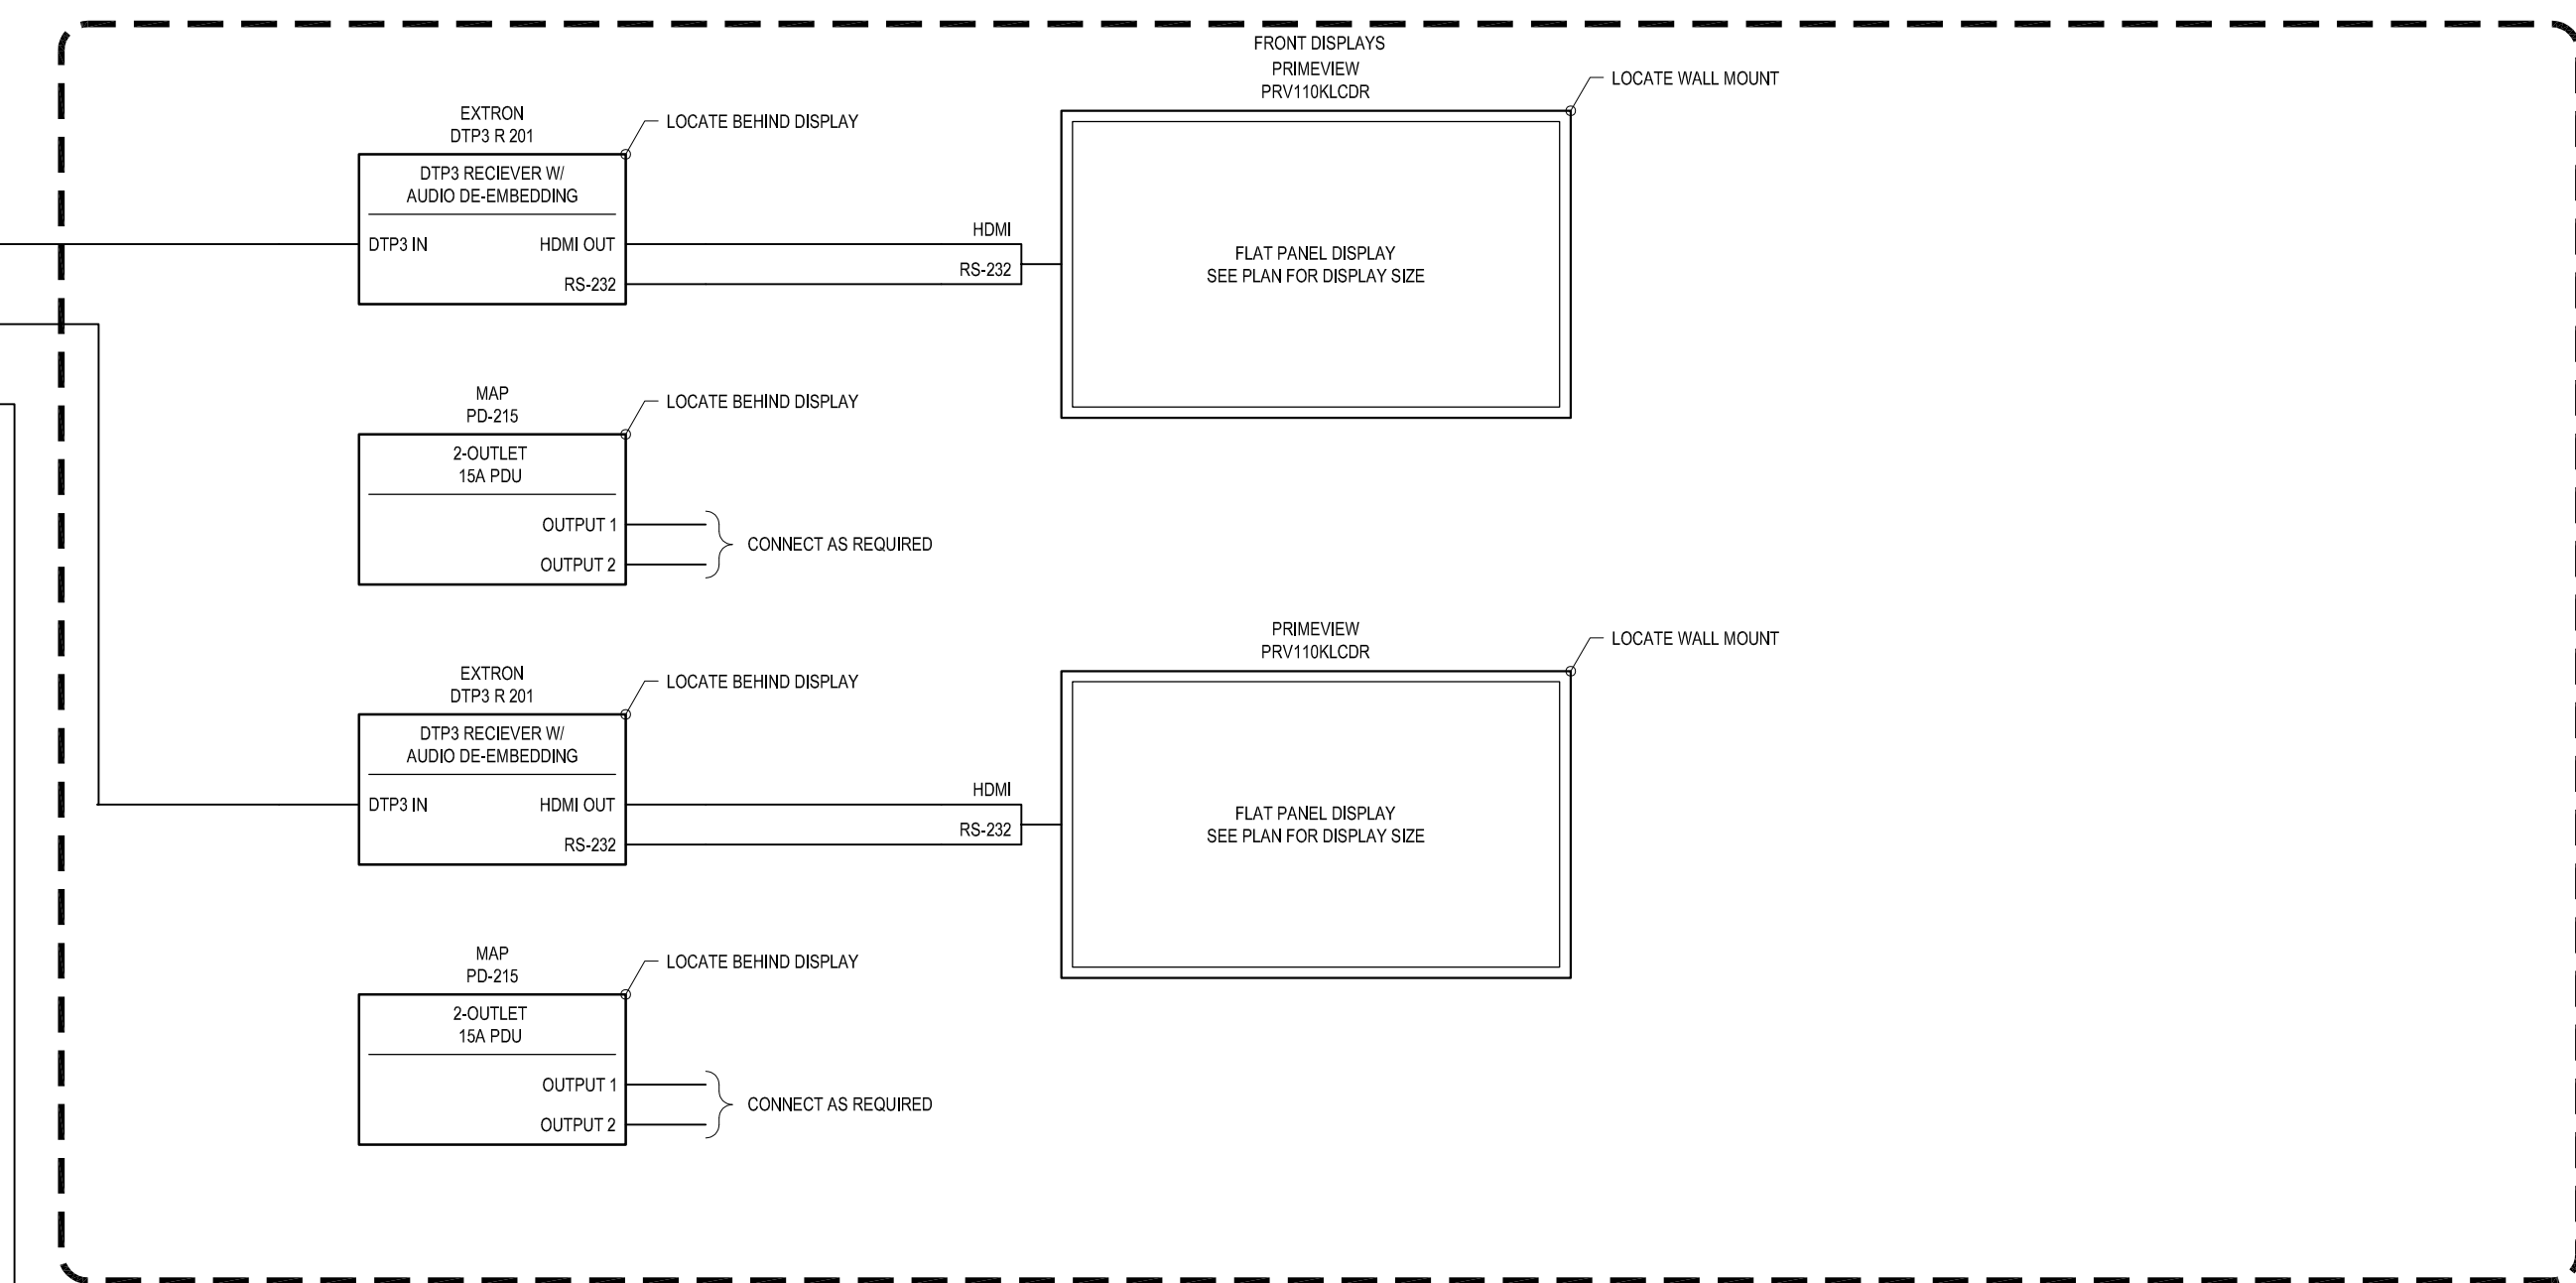 FRONT DISPLAYS
PRIMEVIEW
PRV110KLCDR
LOCATE WALL MOUNT
EXTRON
DTP3 R 201
LOCATE BEHIND DISPLAY
DTP3 RECIEVER W/
AUDIO DE-EMBEDDING
DTP3 IN
HDMI OUT
RS-232
HDMI
RS-232
FLAT PANEL DISPLAY
SEE PLAN FOR DISPLAY SIZE
MAP
PD-215
LOCATE BEHIND DISPLAY
2-OUTLET
15A PDU
OUTPUT 1
OUTPUT 2
CONNECT AS REQUIRED
PRIMEVIEW
PRV110KLCDR
LOCATE WALL MOUNT
EXTRON
DTP3 R 201
LOCATE BEHIND DISPLAY
DTP3 RECIEVER W/
AUDIO DE-EMBEDDING
DTP3 IN
HDMI OUT
RS-232
HDMI
RS-232
FLAT PANEL DISPLAY
SEE PLAN FOR DISPLAY SIZE
MAP
PD-215
LOCATE BEHIND DISPLAY
2-OUTLET
15A PDU
OUTPUT 1
OUTPUT 2
CONNECT AS REQUIRED